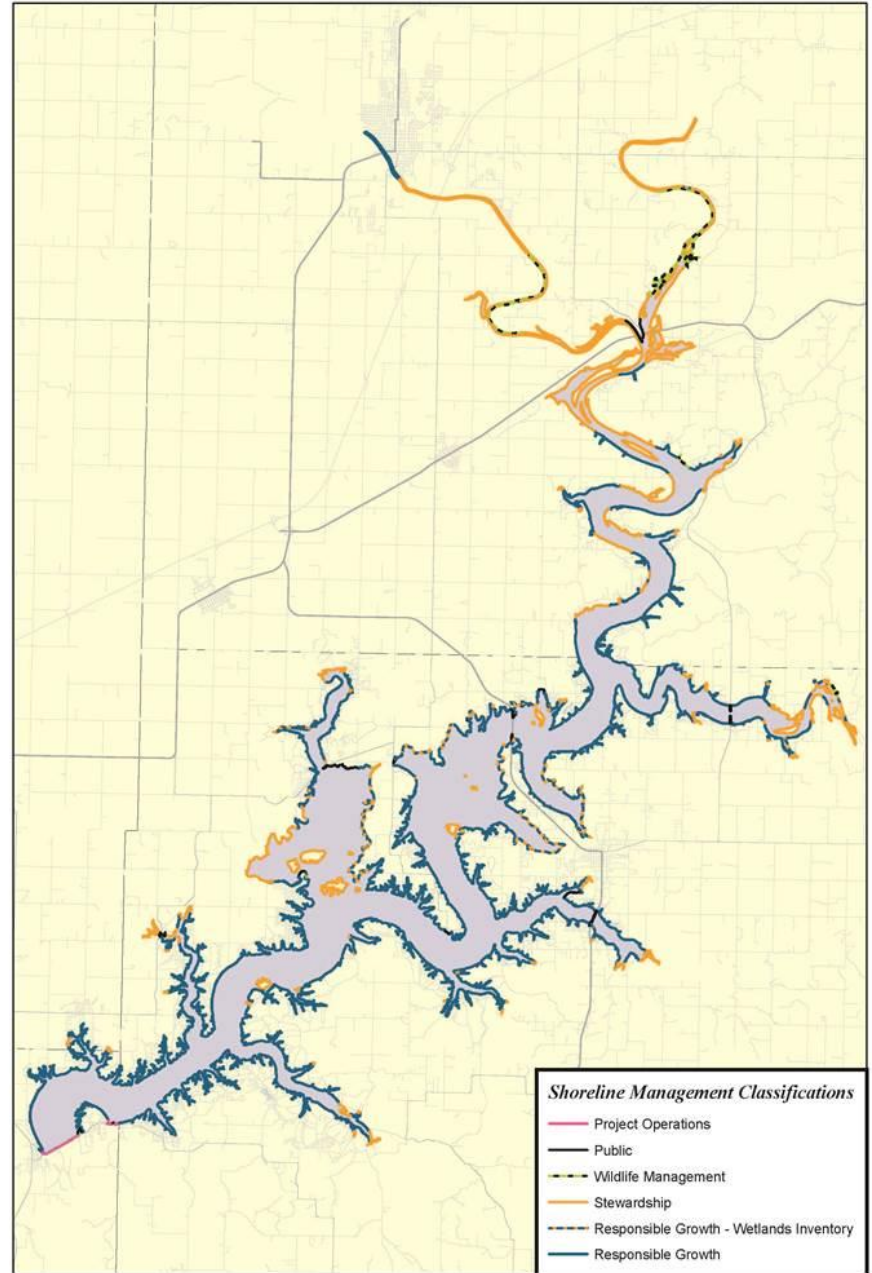 Shoreline Management Classifications
Project Operations
Public
Wildlife Management
Stewardship
Responsible Growth - Wetlands Inventory
Responsible Growth